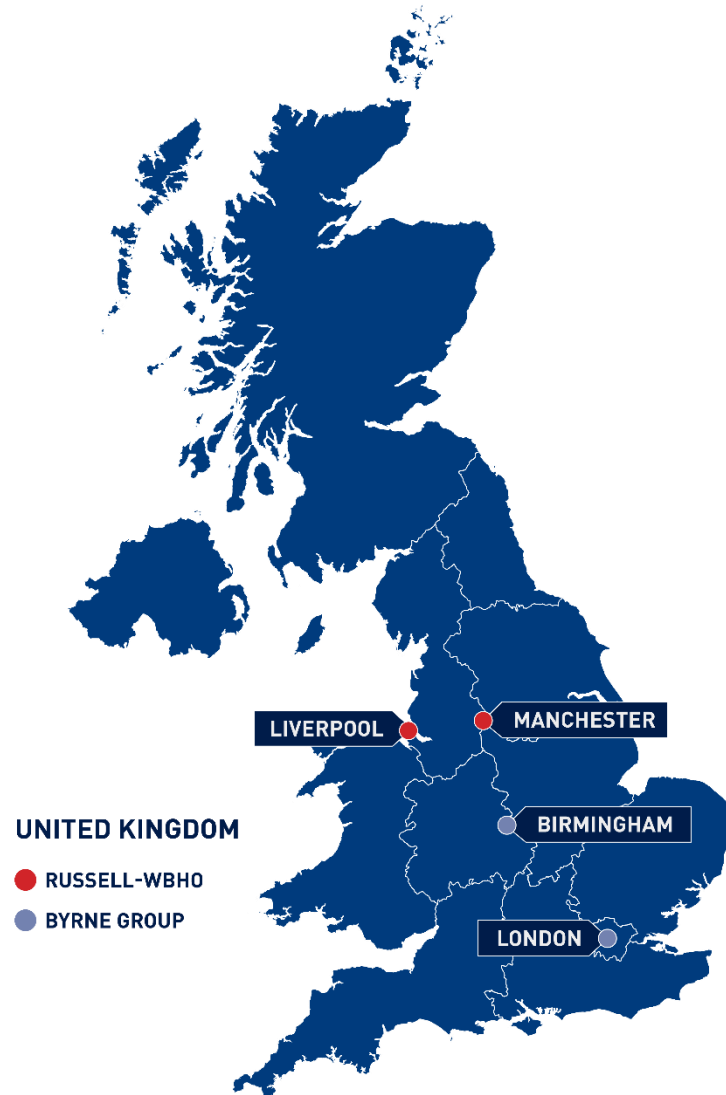 LIVERPOOL
MANCHESTER
BIRMINGHAM
UNITED KINGDOM
RUSSELL-WBHO
BYRNE GROUP
LONDON